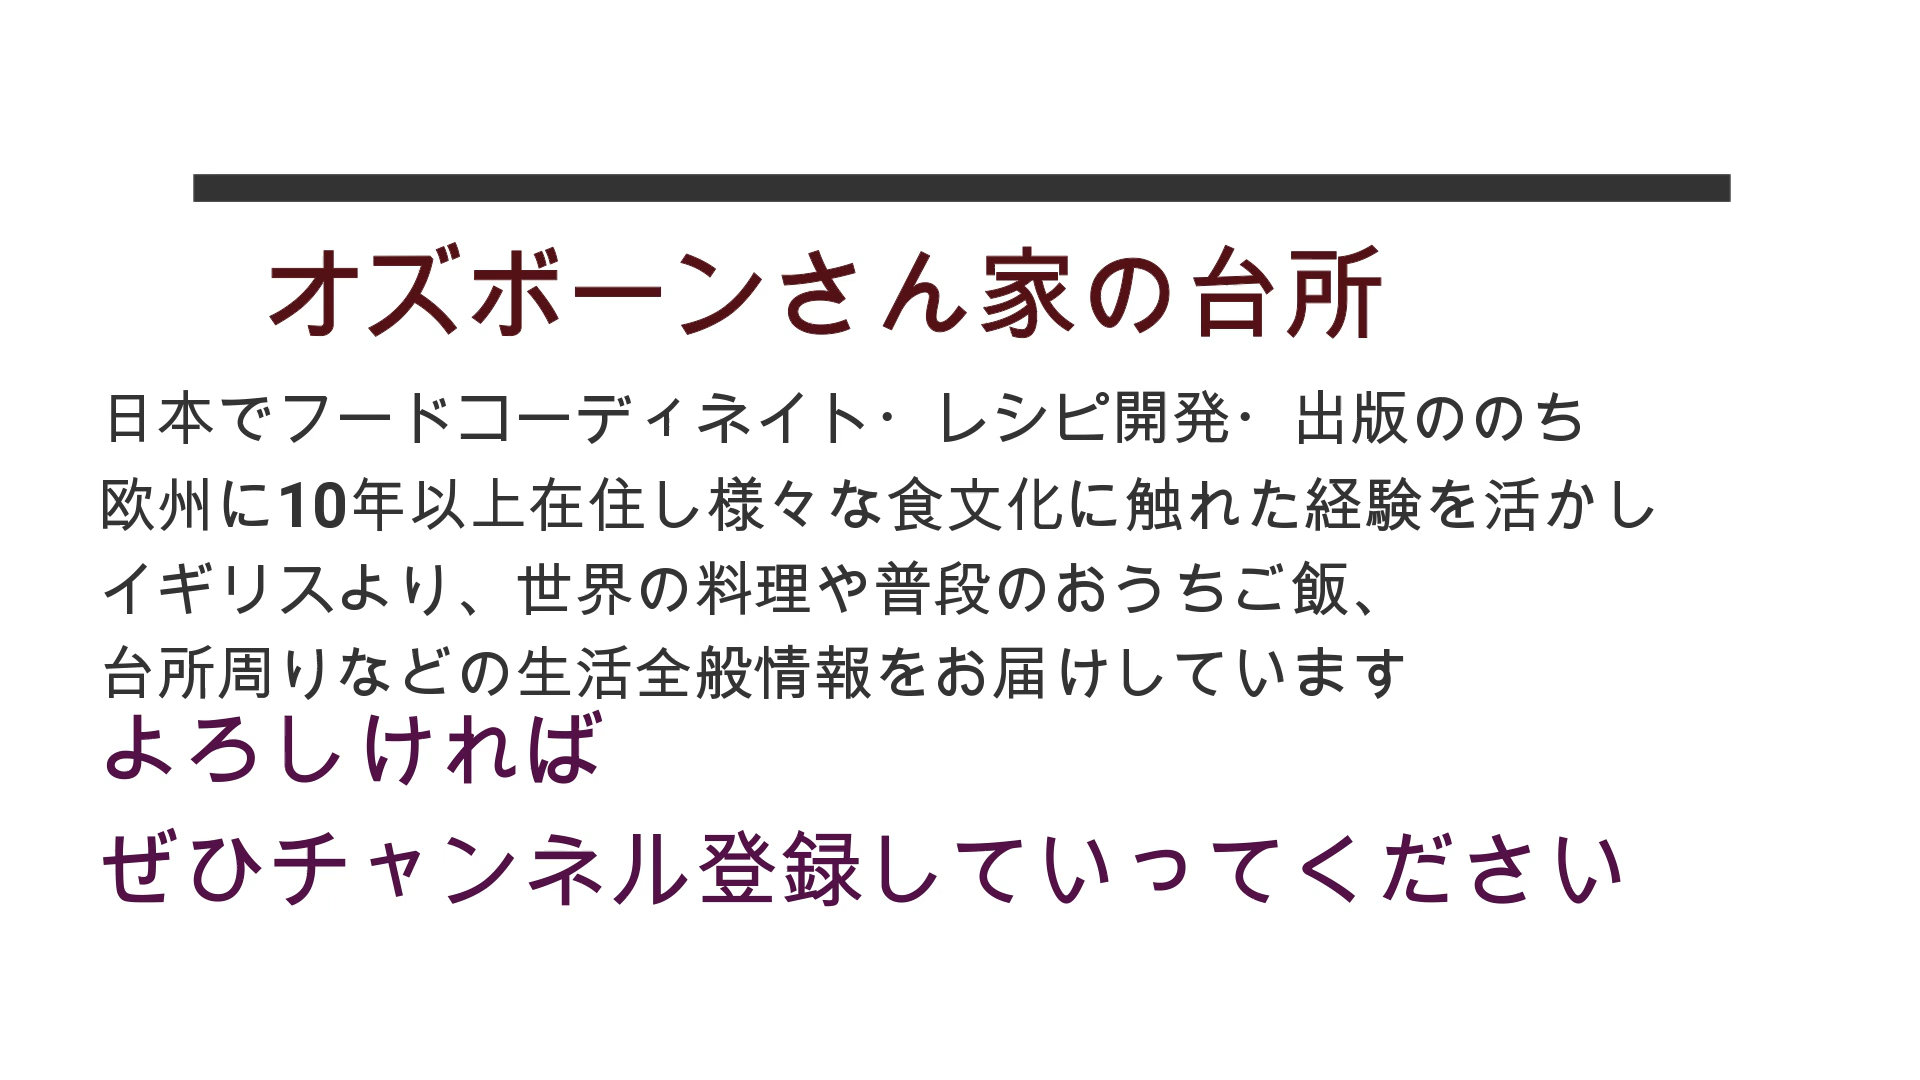 オズボーンさん家の台所
日本でフードコーディネイト・レシピ開発・出版ののち
欧州に10年以上在住し様々な食文化に触れた経験を活かし
イギリスより、世界の料理や普段のおうちご飯、
台所周りなどの生活全般情報をお届けしています
よろしければ
ぜひチャンネル登録していってください